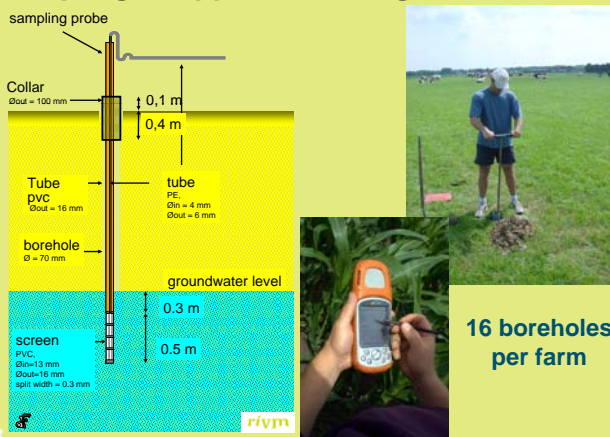 sampling probe
Collar
Øout = 100 mm
0,1 m
0,4 m
Tube
pvc
Øout = 16 mm
tube
PE,
Øin = 4 mm
Øout = 6 mm
borehole
Ø = 70 mm
groundwater level
0.3 m
screen
PVC,
Øin=13 mm
Øout=16 mm
split width = 0.3 mm
0.5 m
rivm
16 boreholes
per farm